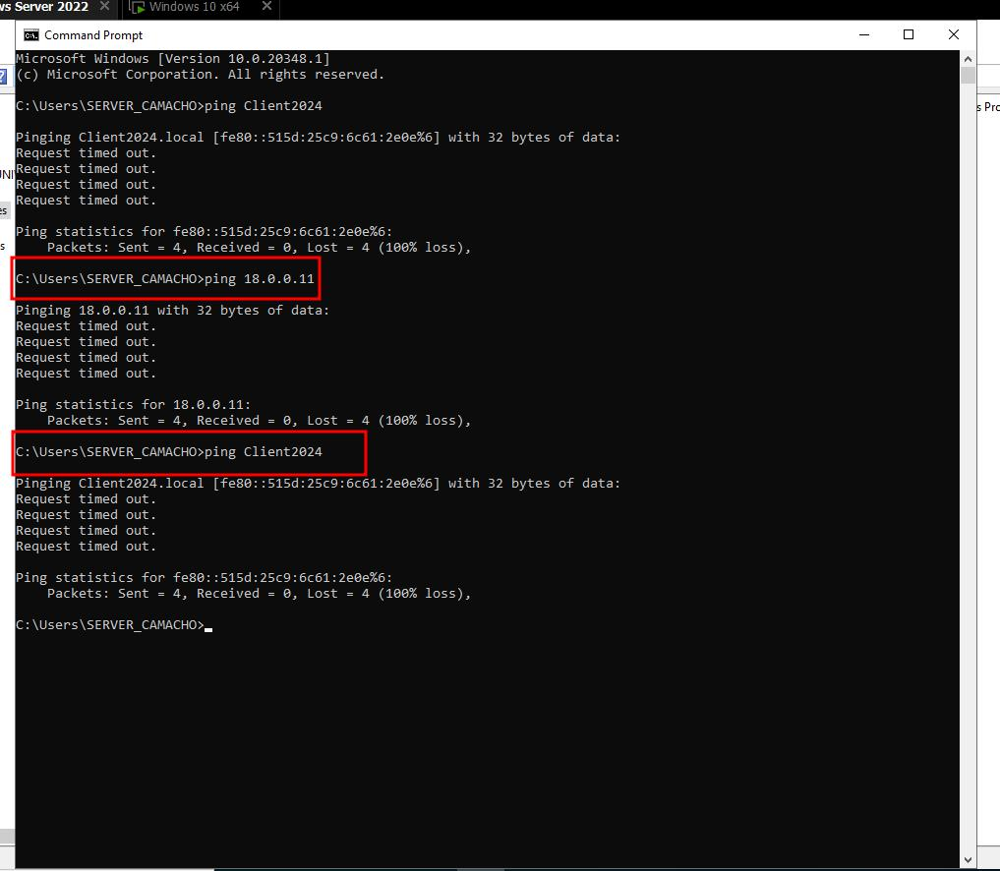 ws Server 2022
Windows 10 x64
Command Prompt
Microsoft Windows [Version 10.0.20348.1]
(c) Microsoft Corporation. All rights reserved.
C:\Users\SERVER_CAMACHO>ping Client2024
Pinging Client2024.local [fe80::515d:25c9:6c61:2e0e%6] with 32 bytes of data:
Request timed out.
Request timed out.
Request timed out.
Request timed out.
Ping statistics for fe80::515d:25c9:6c61:2e0e%6:
    Packets: Sent = 4, Received = 0, Lost = 4 (100% loss),
C:\Users\SERVER_CAMACHO>ping 18.0.0.11
Pinging 18.0.0.11 with 32 bytes of data:
Request timed out.
Request timed out.
Request timed out.
Request timed out.
Ping statistics for 18.0.0.11:
    Packets: Sent = 4, Received = 0, Lost = 4 (100% loss),
C:\Users\SERVER_CAMACHO>ping Client2024
Pinging Client2024.local [fe80::515d:25c9:6c61:2e0e%6] with 32 bytes of data:
Request timed out.
Request timed out.
Request timed out.
Request timed out.
Ping statistics for fe80::515d:25c9:6c61:2e0e%6:
    Packets: Sent = 4, Received = 0, Lost = 4 (100% loss),
C:\Users\SERVER_CAMACHO>